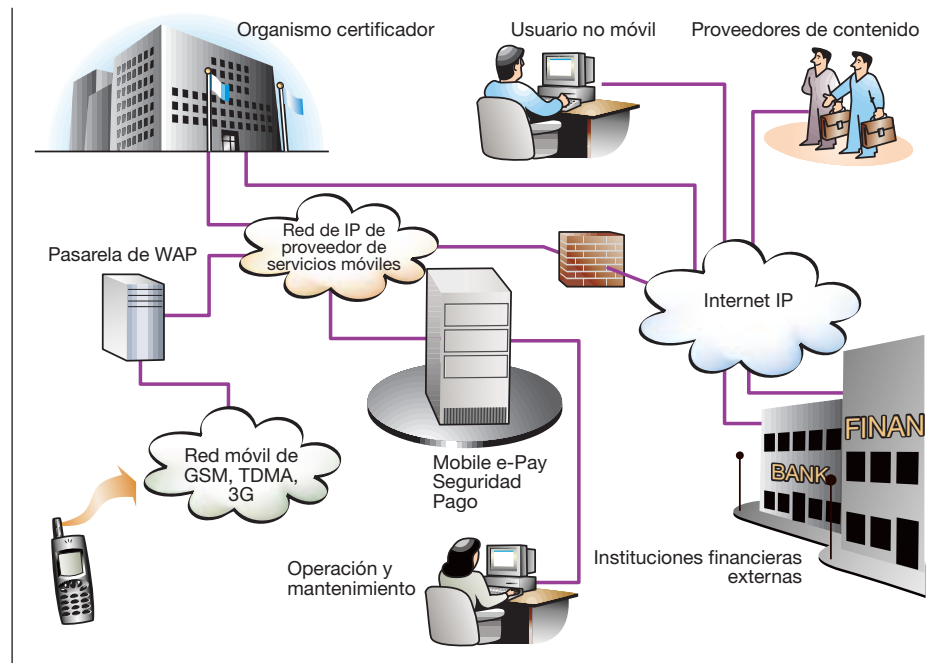 Organismo certificador
Usuario no móvil
Proveedores de contenido
Red de IP de
proveedor de
servicios móviles
Pasarela de WAP
Internet IP
Red móvil de
GSM, TDMA,
3G
Mobile e-Pay
Seguridad
Pago
BANK
FINAN
Operación y
mantenimiento
Instituciones financieras
externas